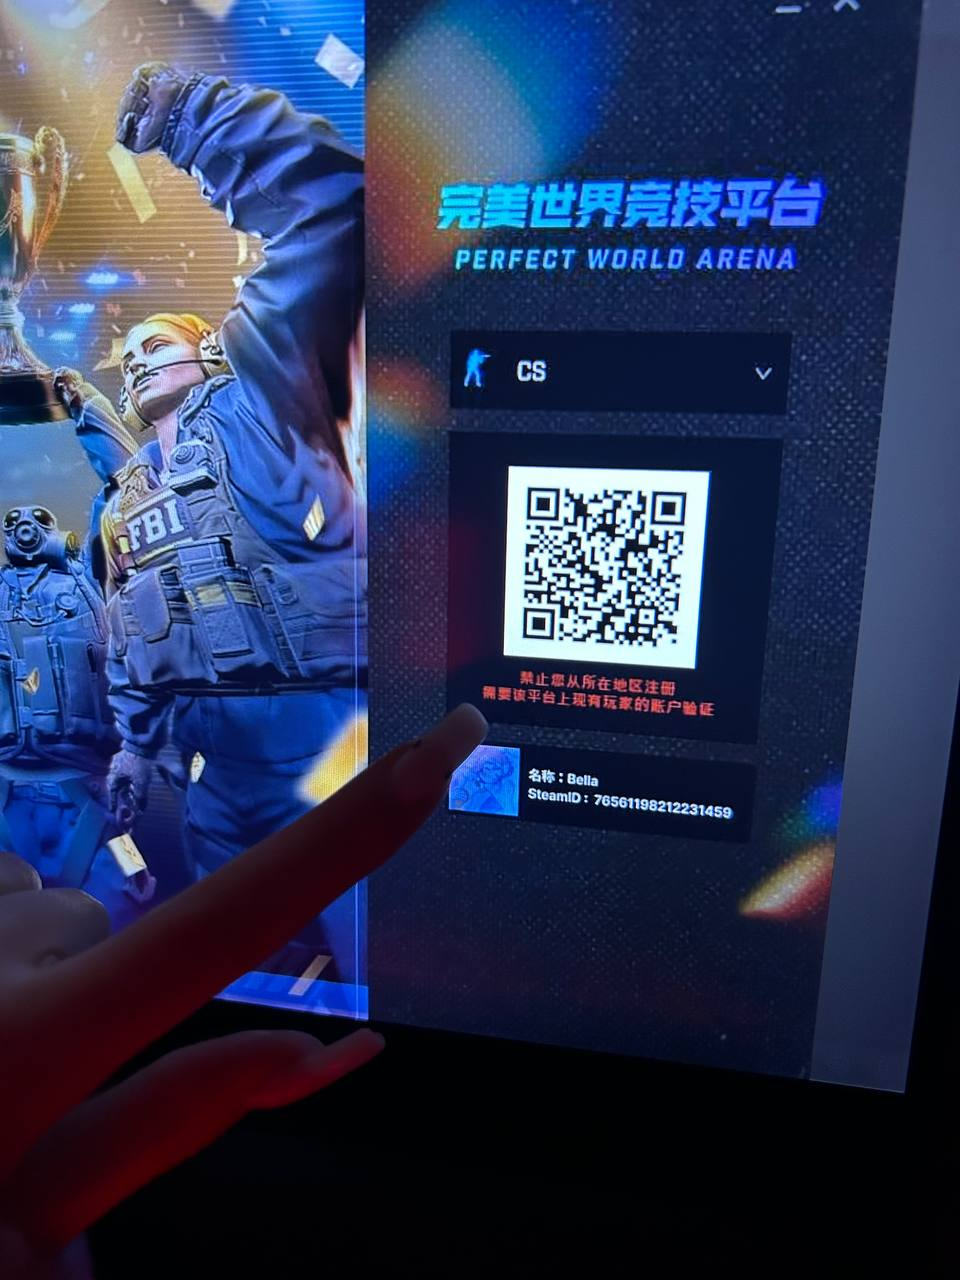 完美世界竞技平台
PERFECT WORLD ARENA
CS
FBI
禁止您从所在地区注册
需要该平台上现有玩家的账户验证
名称：Bella
SteamID：76561198212231459